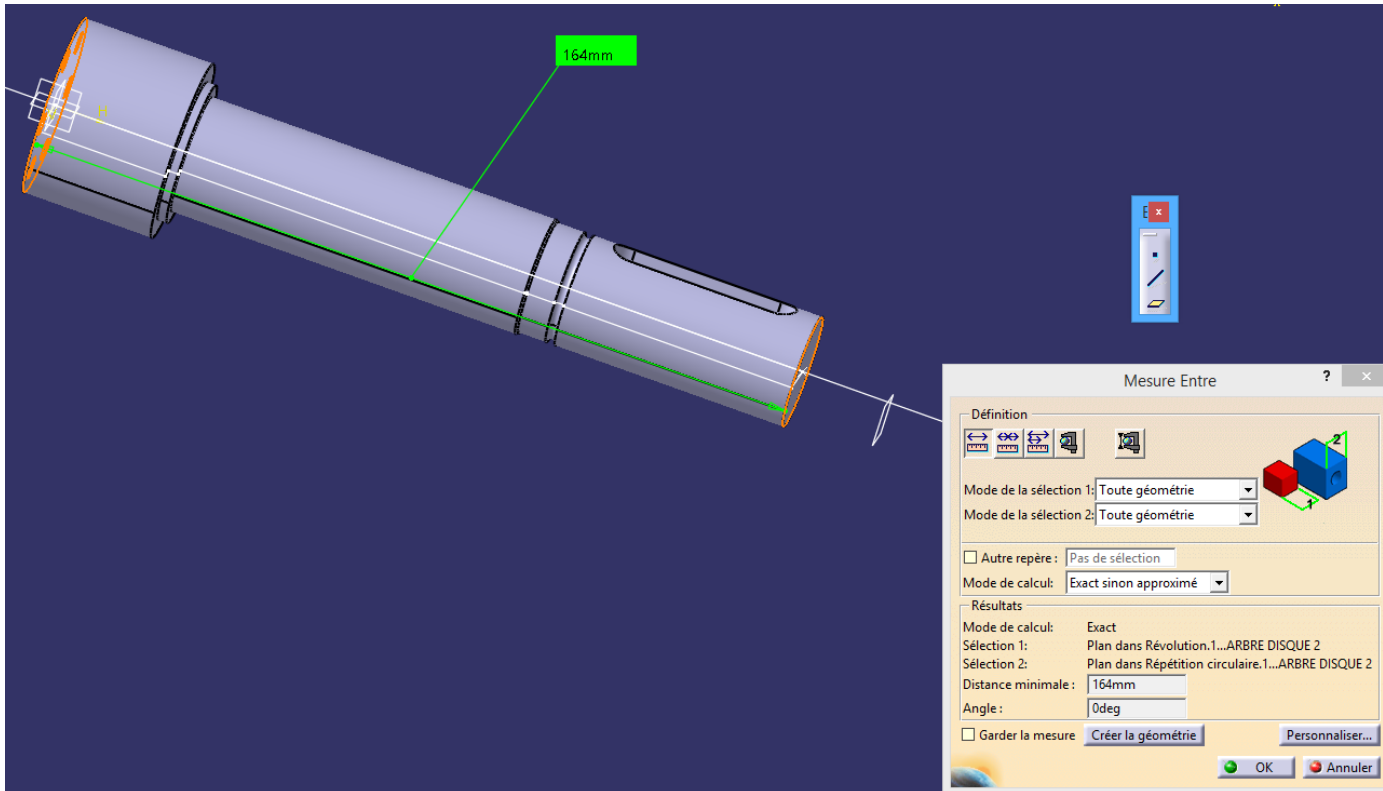 164mm
E x
Mesure Entre ? ×
Définition
Mode de la sélection 1: Toute géométrie
Mode de la sélection 2: Toute géométrie
2
1
Autre repère : Pas de sélection
Mode de calcul: Exact sinon approximé
Résultats
Mode de calcul: Exact
Sélection 1: Plan dans Révolution.1...ARBRE DISQUE 2
Sélection 2: Plan dans Répétition circulaire.1...ARBRE DISQUE 2
Distance minimale : 164mm
Angle : 0deg
Garder la mesure Créer la géométrie Personnaliser...
OK Annuler